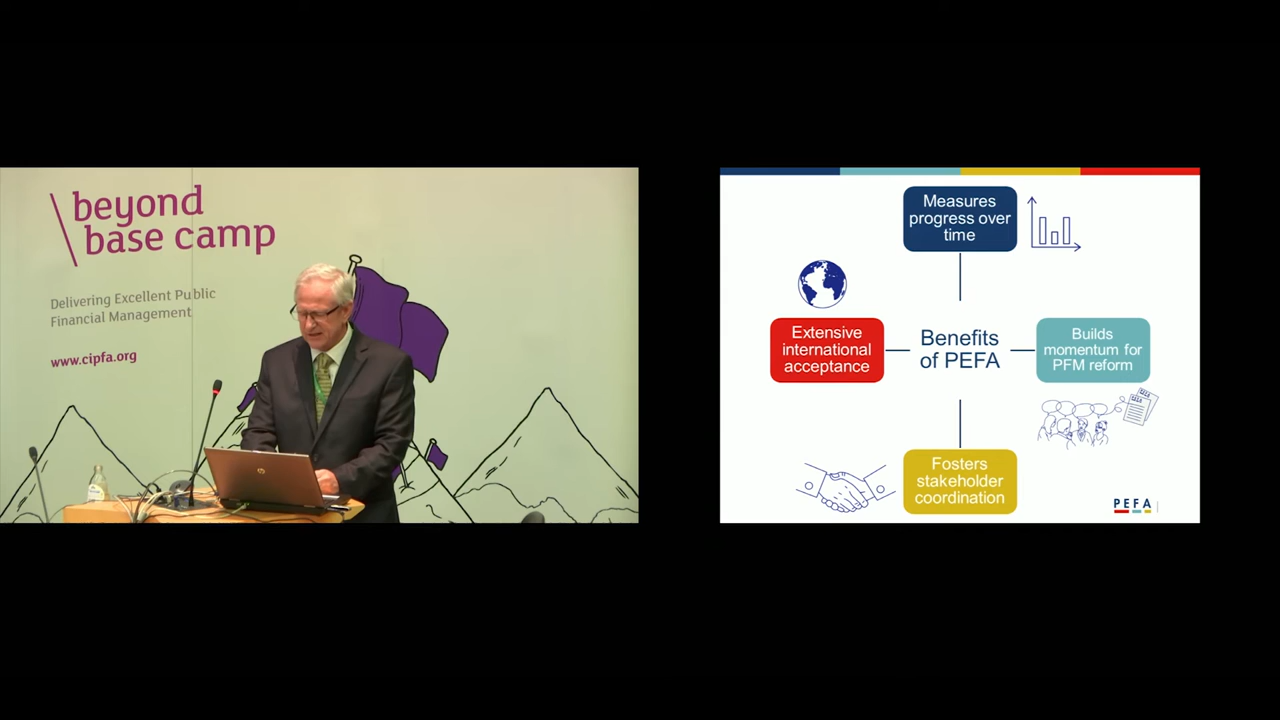 beyond
base camp
Delivering Excellent Public
Financial Management
www.cipfa.org
Measures
progress over
time
Extensive
international
acceptance
Benefits
of PEFA
Builds
momentum for
PFM reform
Fosters
stakeholder
coordination
PEFA